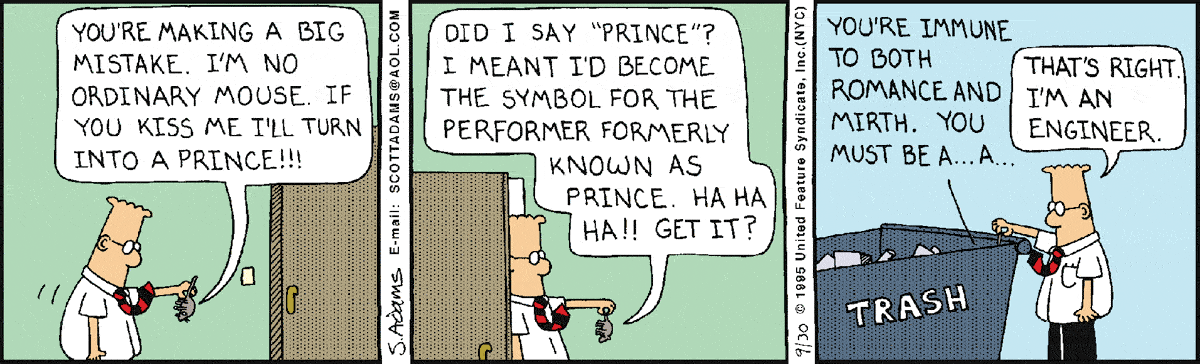 YOU'RE MAKING A BIG
MISTAKE. I'M NO
ORDINARY MOUSE. IF
YOU KISS ME I'LL TURN
INTO A PRINCE!!!
S.Adams E-mail: SCOTTADAMS@AOL.COM
DID I SAY "PRINCE"?
I MEANT I'D BECOME
THE SYMBOL FOR THE
PERFORMER FORMERLY
KNOWN AS
PRINCE. HA HA
HA!! GET IT?
9/30 © 1995 United Feature Syndicate, Inc.(NYC)
YOU'RE IMMUNE
TO BOTH
ROMANCE AND
MIRTH. YOU
MUST BE A...A...
THAT'S RIGHT.
I'M AN
ENGINEER.
TRASH